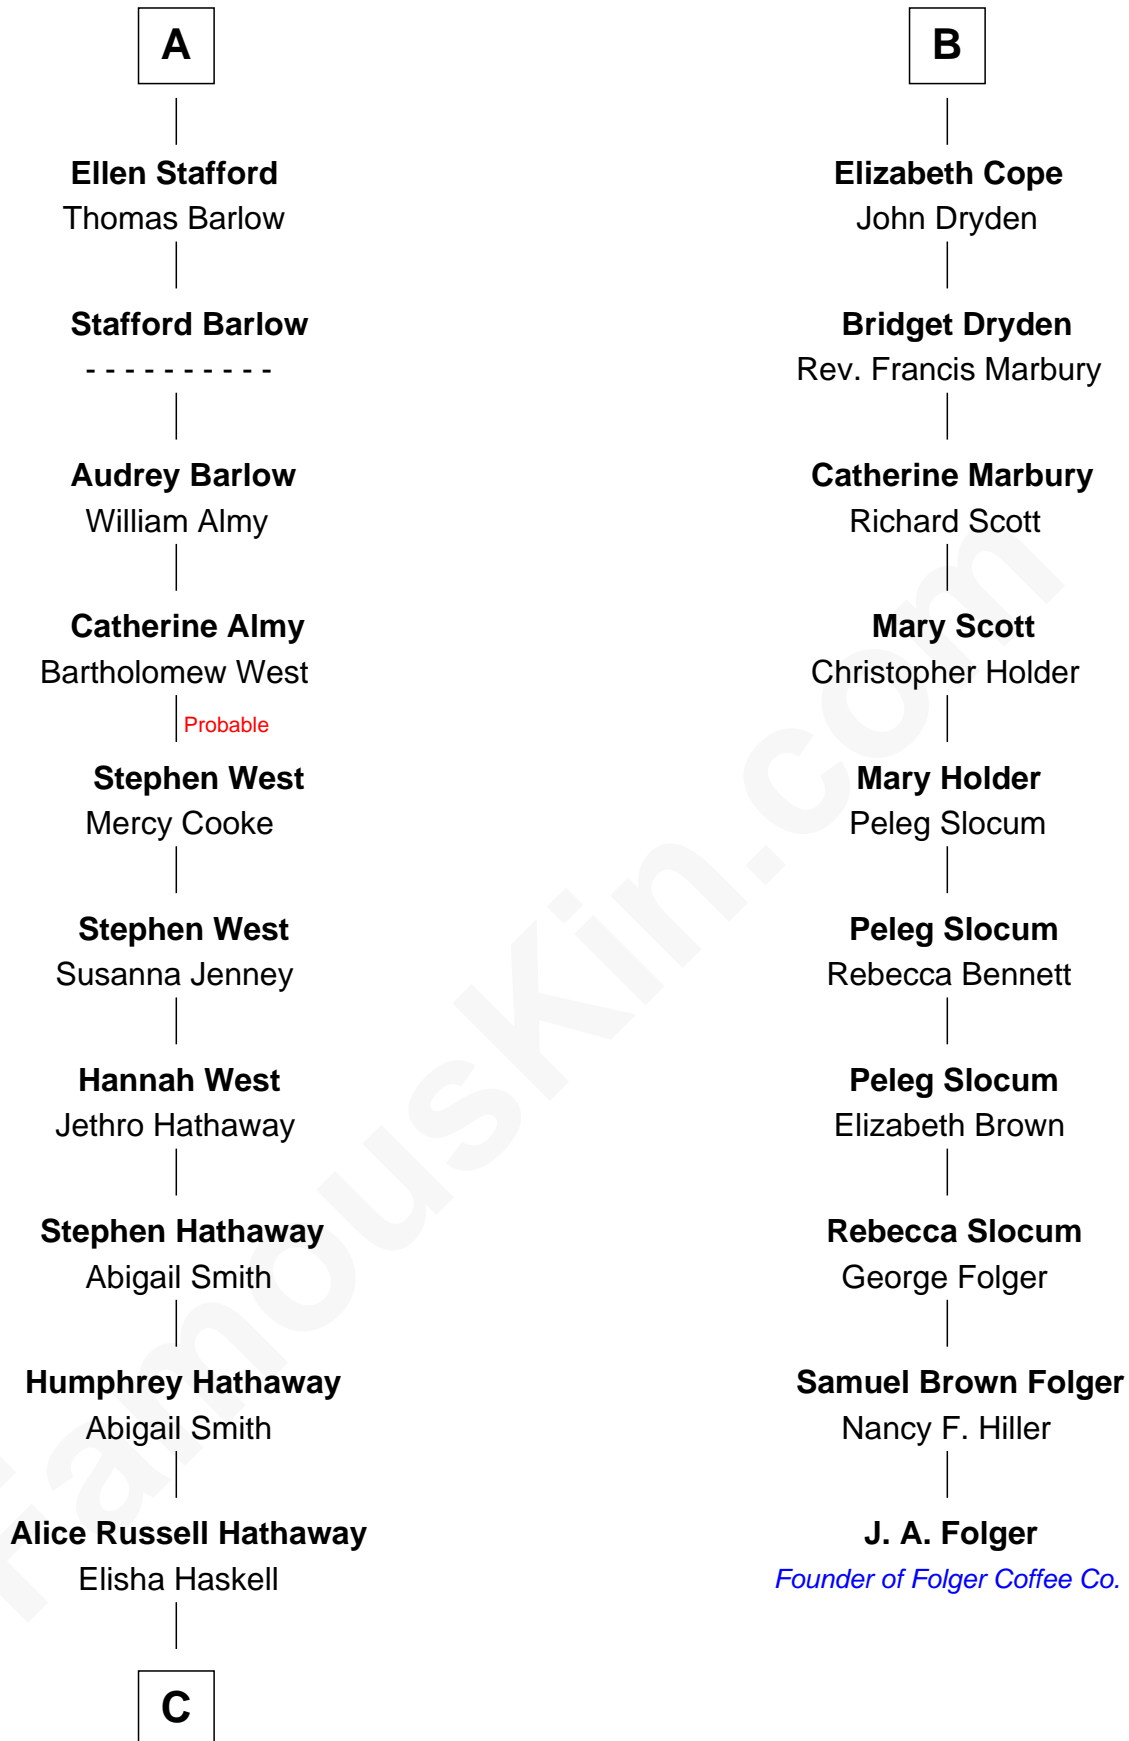 A
Ellen Stafford
Thomas Barlow
Stafford Barlow
- - - - - - - - - -
Audrey Barlow
William Almy
Catherine Almy
Bartholomew West
Probable
Stephen West
Mercy Cooke
Stephen West
Susanna Jenney
Hannah West
Jethro Hathaway
Stephen Hathaway
Abigail Smith
Humphrey Hathaway
Abigail Smith
Alice Russell Hathaway
Elisha Haskell
C
B
Elizabeth Cope
John Dryden
Bridget Dryden
Rev. Francis Marbury
Catherine Marbury
Richard Scott
Mary Scott
Christopher Holder
Mary Holder
Peleg Slocum
Peleg Slocum
Rebecca Bennett
Peleg Slocum
Elizabeth Brown
Rebecca Slocum
George Folger
Samuel Brown Folger
Nancy F. Hiller
J. A. Folger
Founder of Folger Coffee Co.
FamousKin.com